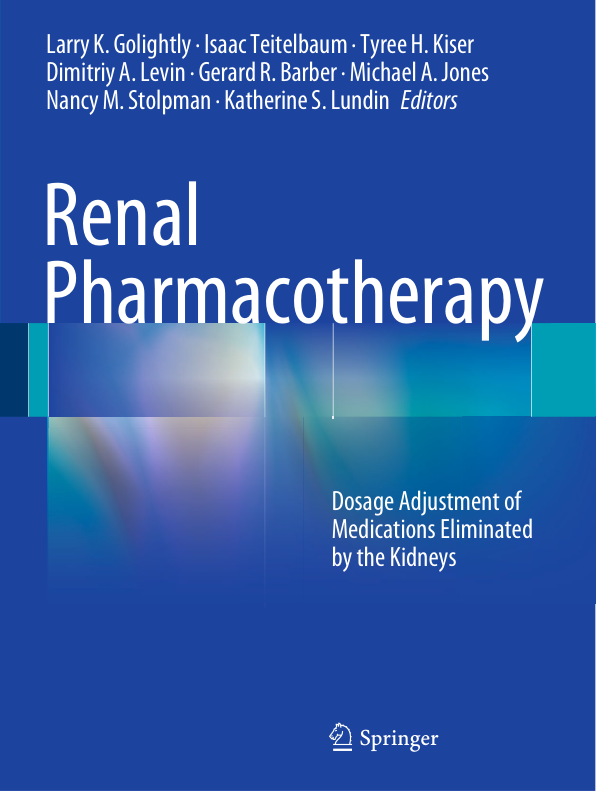 Larry K. Golightly · Isaac Teitelbaum · Tyree H. Kiser
Dimitriy A. Levin · Gerard R. Barber · Michael A. Jones
Nancy M. Stolpman · Katherine S. Lundin Editors
Renal
Pharmacotherapy
Dosage Adjustment of
Medications Eliminated
by the Kidneys
Springer